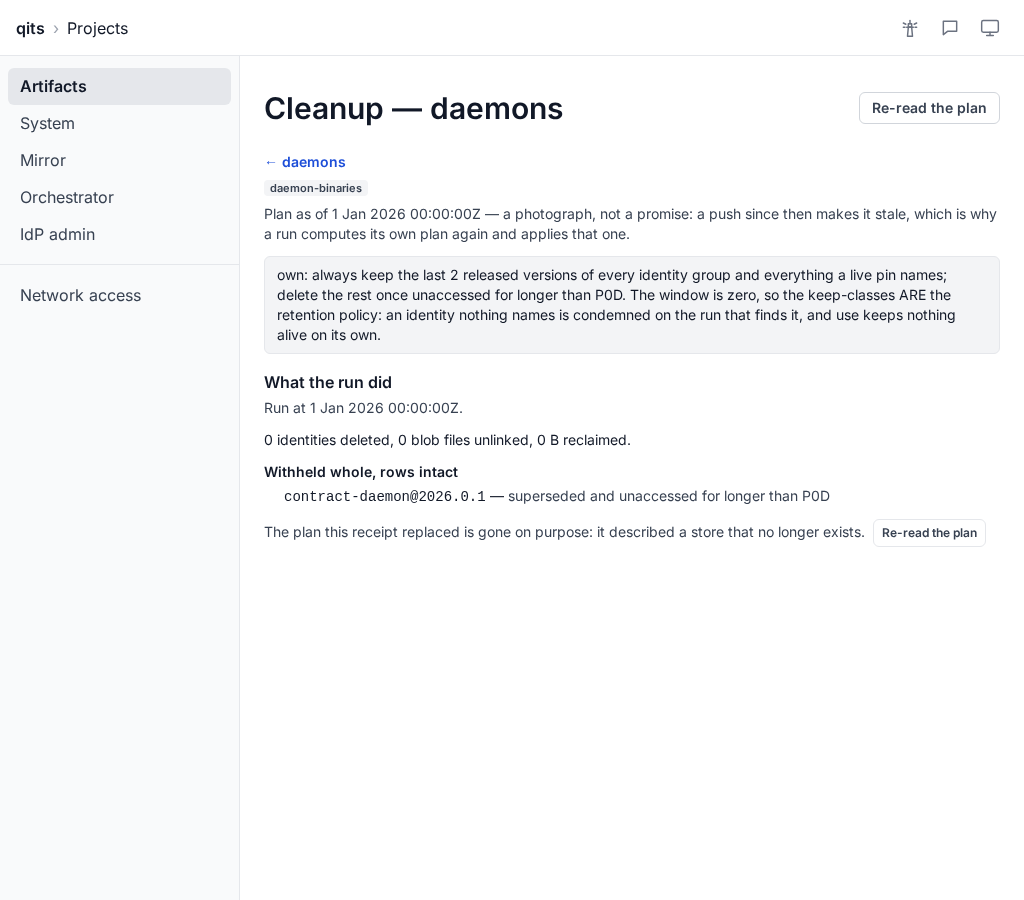 qits › Projects
Artifacts
System
Mirror
Orchestrator
IdP admin
Network access
Cleanup — daemons
Re-read the plan
← daemons
daemon-binaries
Plan as of 1 Jan 2026 00:00:00Z — a photograph, not a promise: a push since then makes it stale, which is why
a run computes its own plan again and applies that one.
own: always keep the last 2 released versions of every identity group and everything a live pin names;
delete the rest once unaccessed for longer than P0D. The window is zero, so the keep-classes ARE the
retention policy: an identity nothing names is condemned on the run that finds it, and use keeps nothing
alive on its own.
What the run did
Run at 1 Jan 2026 00:00:00Z.
0 identities deleted, 0 blob files unlinked, 0 B reclaimed.
Withheld whole, rows intact
contract-daemon@2026.0.1 — superseded and unaccessed for longer than P0D
The plan this receipt replaced is gone on purpose: it described a store that no longer exists. Re-read the plan